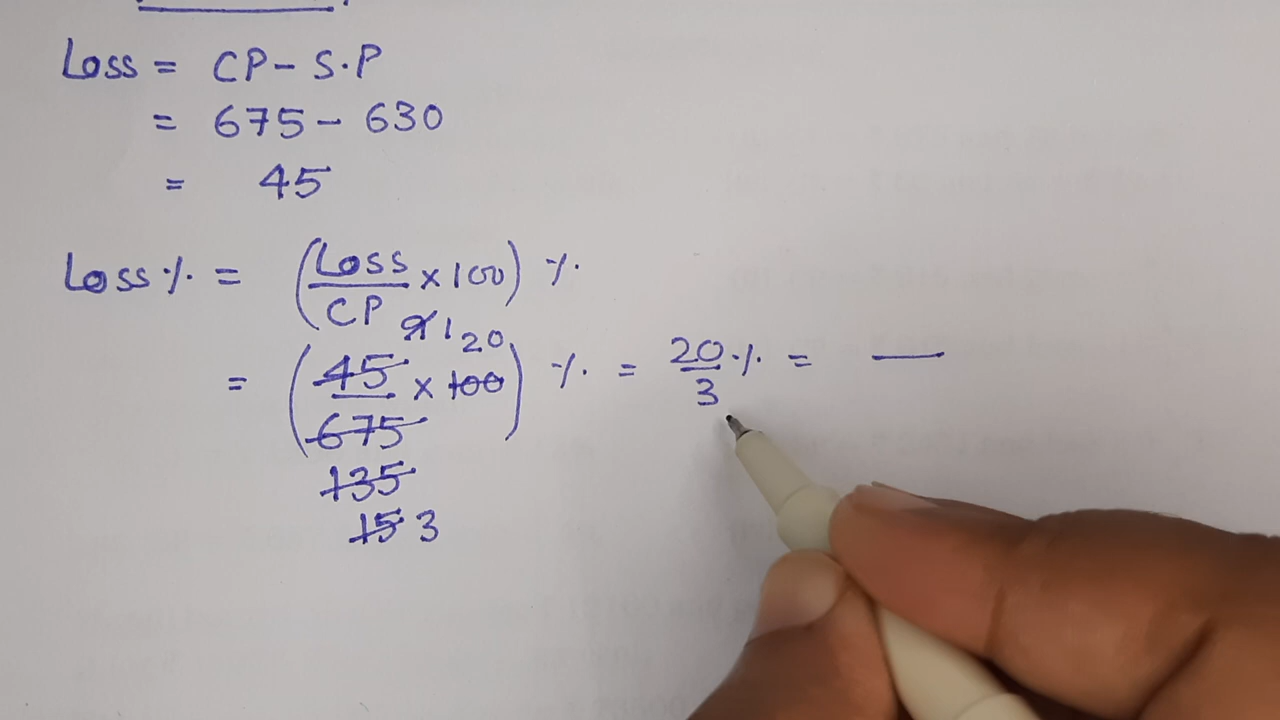 Loss = CP - S.P
= 675 - 630
= 45
Loss % = (Loss/CP × 100) %
9 1 20
= (45/675 × 100) % = 20/3 % = —
135
15 3